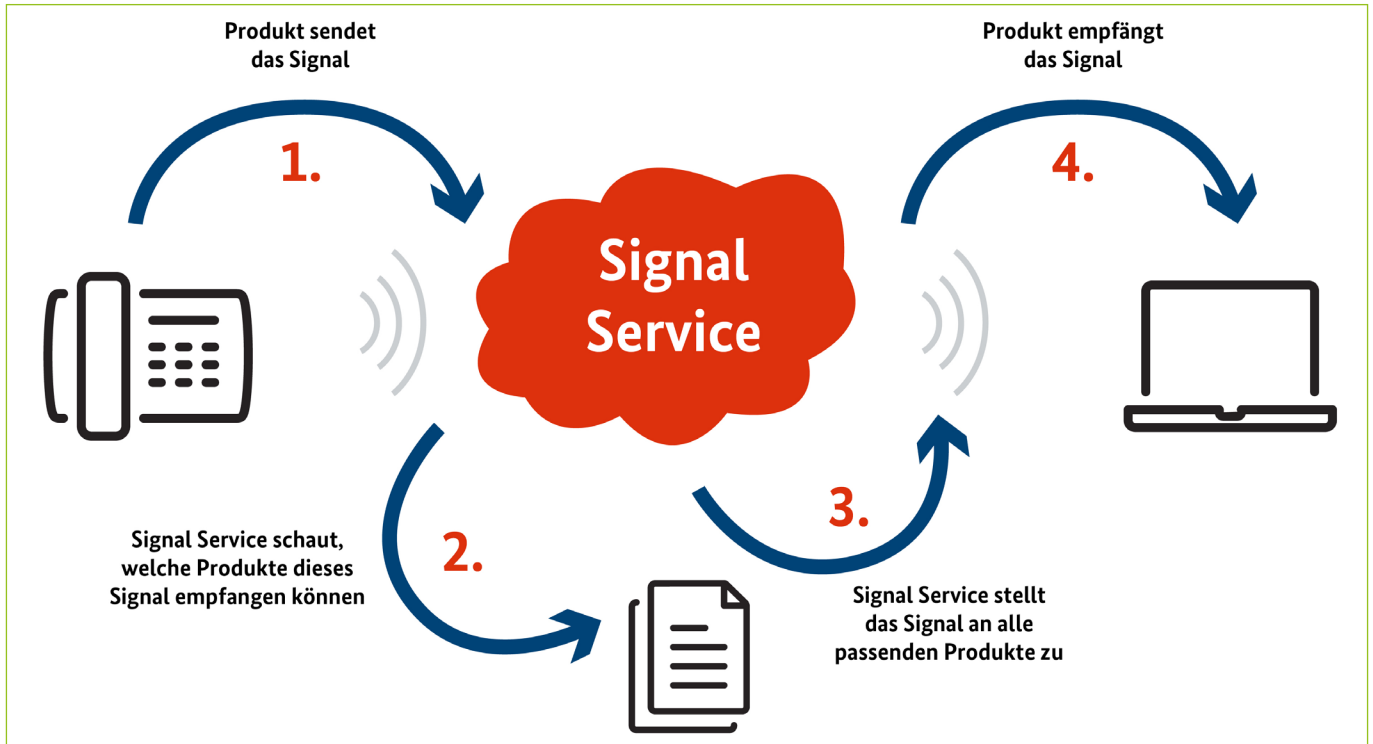 Produkt sendet
das Signal
1.
Produkt empfängt
das Signal
4.
Signal
Service
Signal Service schaut,
welche Produkte dieses
Signal empfangen können
2.
3.
Signal Service stellt
das Signal an alle
passenden Produkte zu